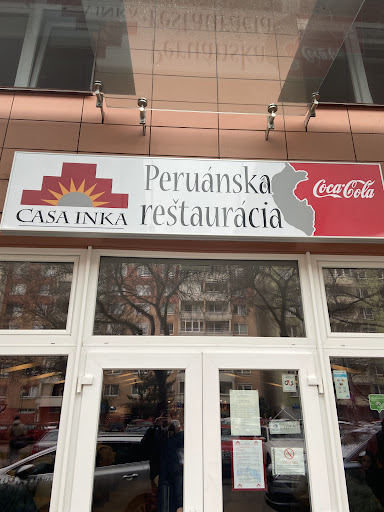 CASA INKA
Peruánska
reštaurácia
Coca-Cola